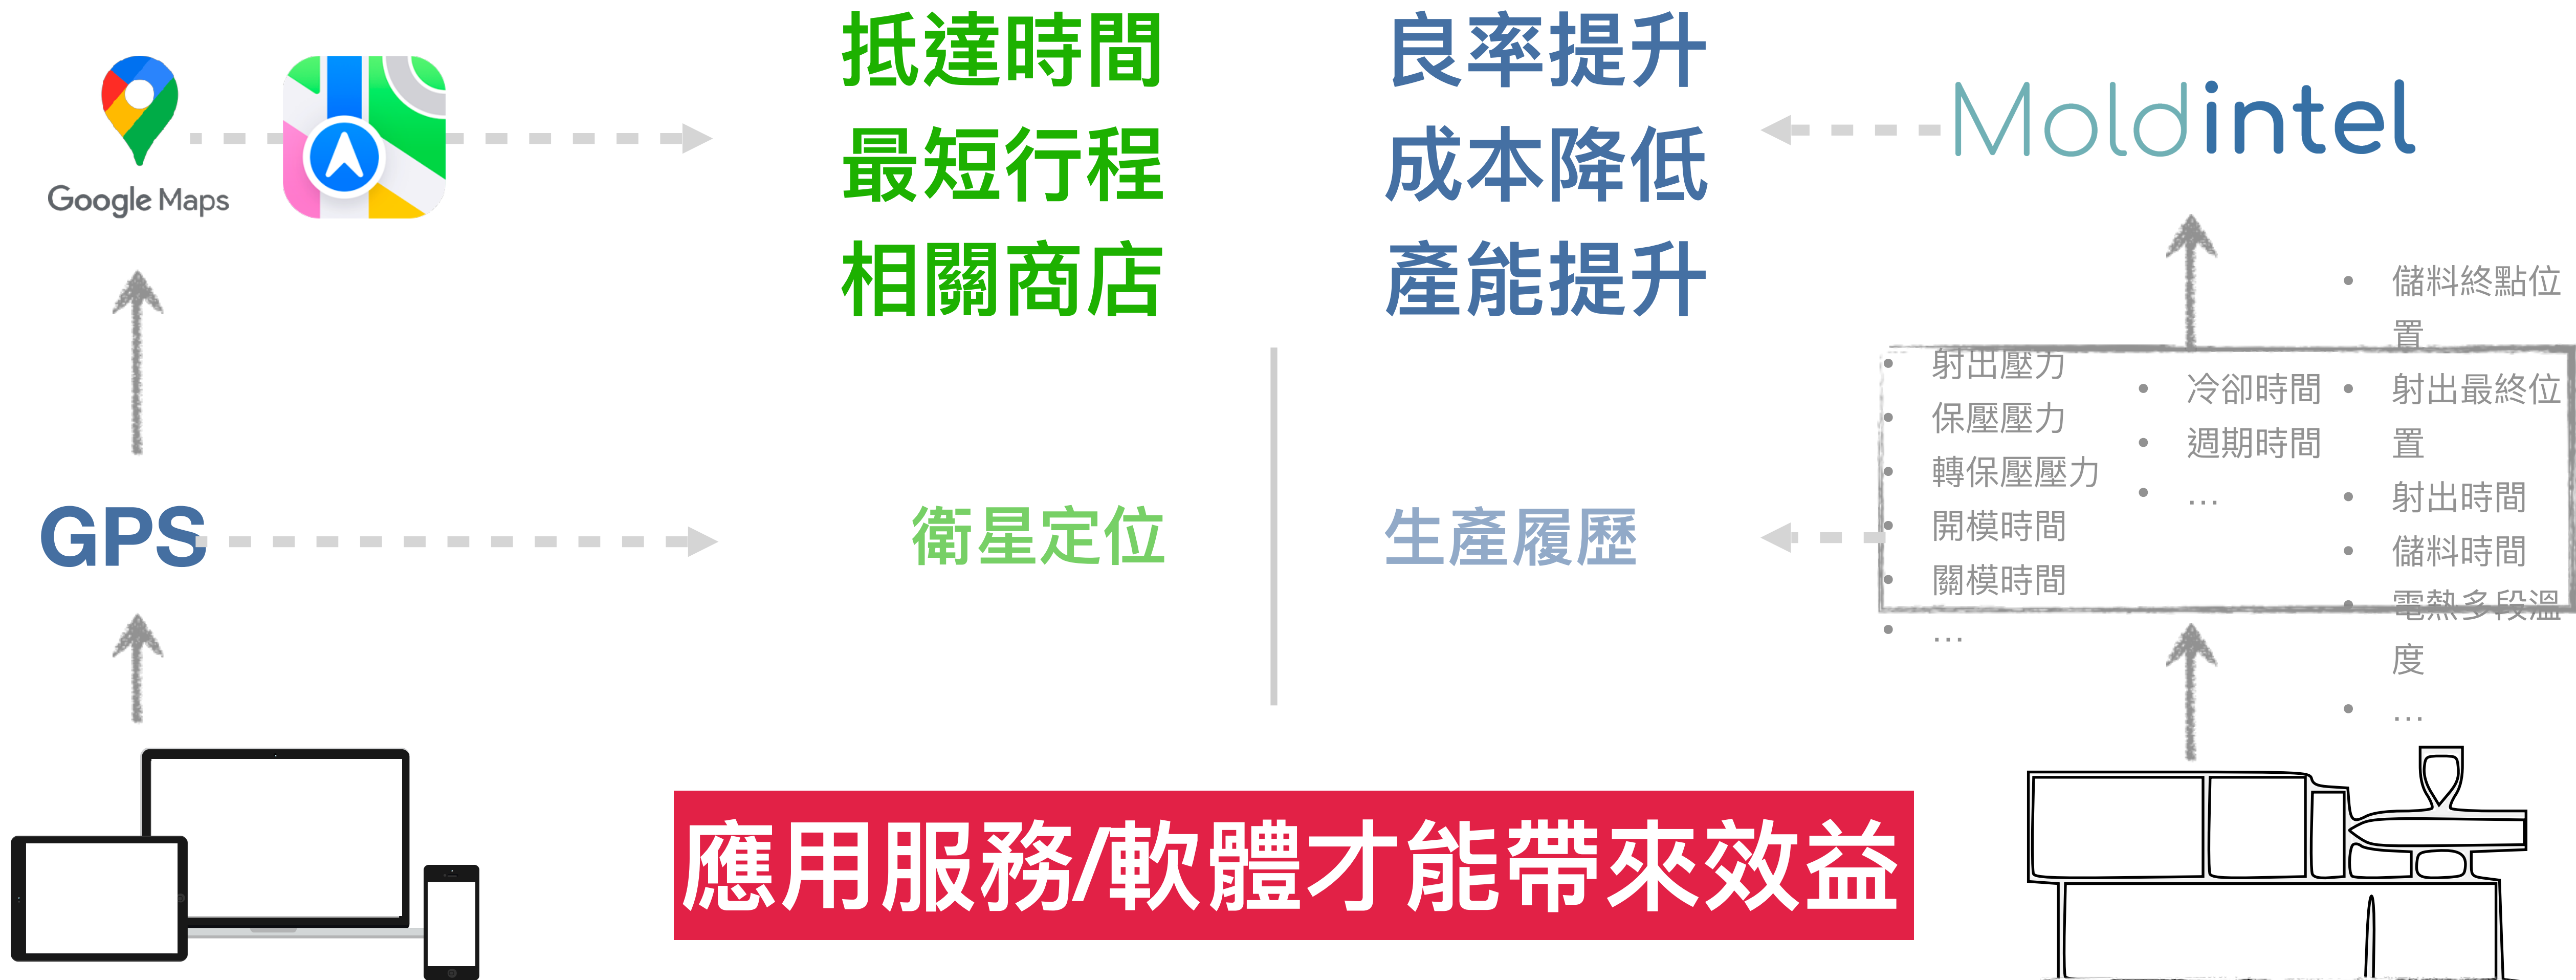 Google Maps
抵達時間
最短行程
相關商店
良率提升
成本降低
產能提升
Moldintel
GPS
衛星定位
生產履歷
• 射出壓力
• 保壓壓力
• 轉保壓壓力
• 開模時間
• 關模時間
• …
• 冷卻時間
• 週期時間
• …
• 儲料終點位
置
• 射出最終位
置
• 射出時間
• 儲料時間
• 電熱多段溫
度
• …
應用服務/軟體才能帶來效益